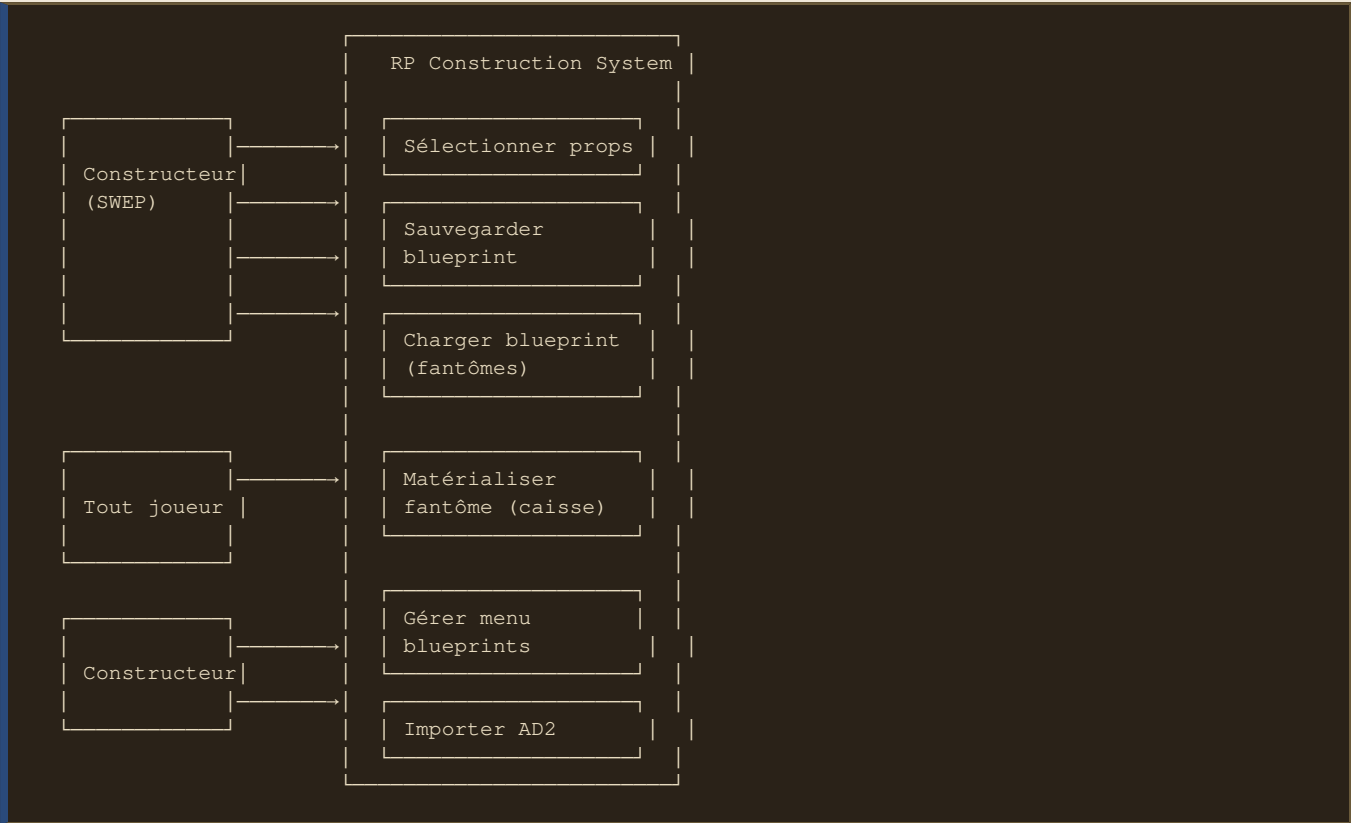 RP Construction System
Sélectionner props
Constructeur
(SWEP)
Sauvegarder
blueprint
Charger blueprint
(fantômes)
Matérialiser
Tout joueur
fantôme (caisse)
Gérer menu
blueprints
Constructeur
Importer AD2